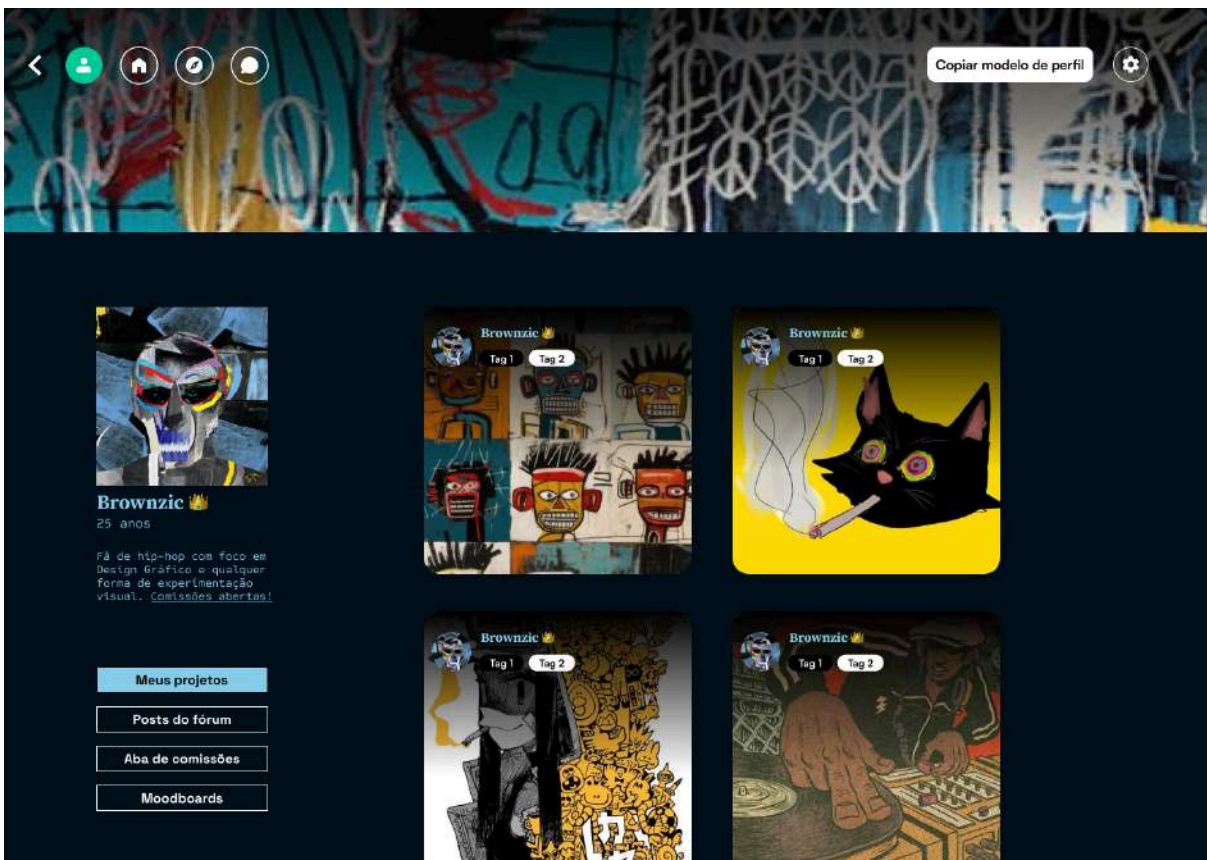 Copiar modelo de perfil
Brownzic 👑
25 anos
Fã de hip-hop com foco em
Design Gráfico e qualquer
forma de experimentação
visual. Comissões abertas!
Meus projetos
Posts do fórum
Aba de comissões
Moodboards
Brownzic 👑
Tag 1 Tag 2
Brownzic 👑
Tag 1 Tag 2
Brownzic 👑
Tag 1 Tag 2
Brownzic 👑
Tag 1 Tag 2